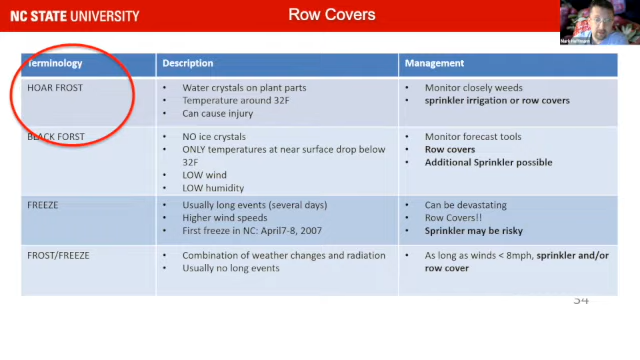 NC STATE UNIVERSITY
Row Covers
Terminology
Description
Management
HOAR FROST
Water crystals on plant parts
Temperature around 32F
Can cause injury
Monitor closely weeds
sprinkler irrigation or row covers
BLACK FORST
NO ice crystals
ONLY temperatures at near surface drop below
32F
LOW wind
LOW humidity
Monitor forecast tools
Row covers
Additional Sprinkler possible
FREEZE
Usually long events (several days)
Higher wind speeds
First freeze in NC: April7-8, 2007
Can be devastating
Row Covers!!
Sprinkler may be risky
FROST/FREEZE
Combination of weather changes and radiation
Usually no long events
As long as winds < 8mph, sprinkler and/or
row cover